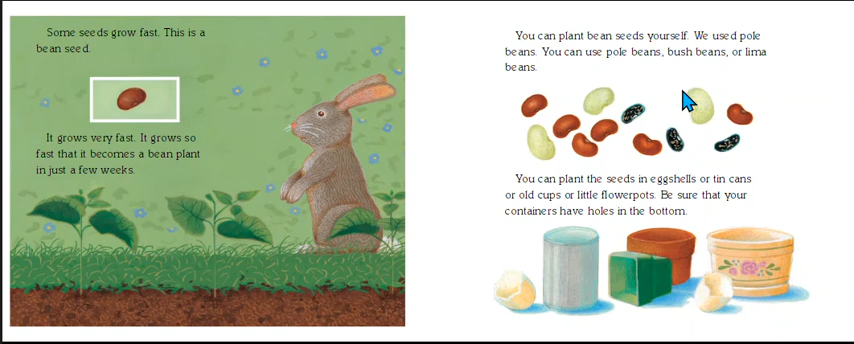 Some seeds grow fast. This is a
bean seed.
It grows very fast. It grows so
fast that it becomes a bean plant
in just a few weeks.
You can plant bean seeds yourself. We used pole
beans. You can use pole beans, bush beans, or lima
beans.
You can plant the seeds in eggshells or tin cans
or old cups or little flowerpots. Be sure that your
containers have holes in the bottom.